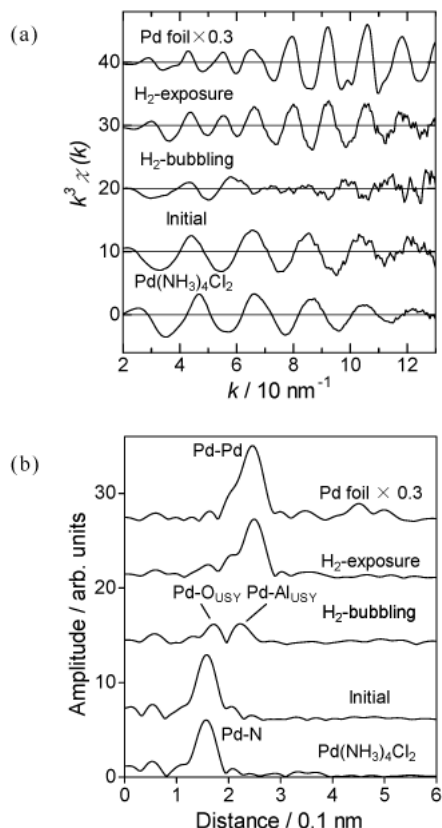 (a)
Pd foil × 0.3
H₂-exposure
H₂-bubbling
Initial
Pd(NH₃)₄Cl₂
k³ χ(k)
40
30
20
10
0
2 4 6 8 10 12
k / 10 nm⁻¹
(b)
Pd-Pd
Pd foil × 0.3
H₂-exposure
Pd-O_USY Pd-Al_USY
H₂-bubbling
Initial
Pd-N
Pd(NH₃)₄Cl₂
Amplitude / arb. units
30
20
10
0
0 1 2 3 4 5 6
Distance / 0.1 nm